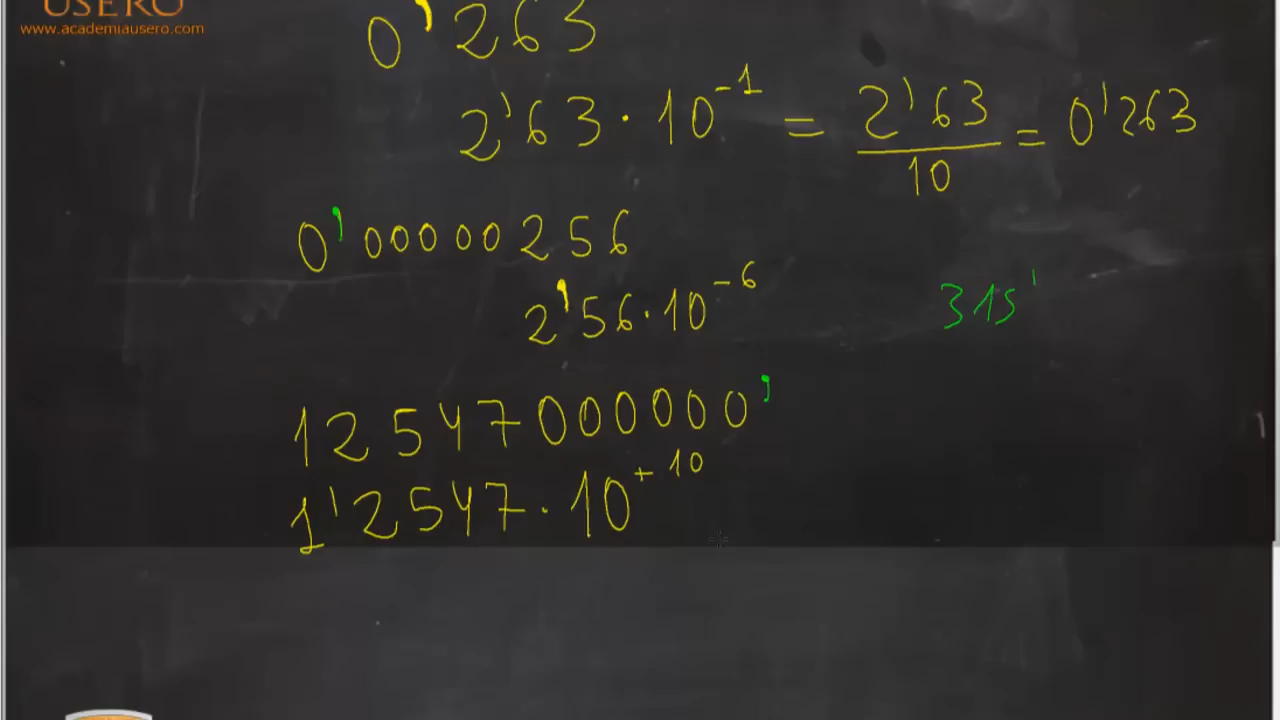 USERO
www.academiausero.com
0'263
2'63·10⁻¹ = 2'63/10 = 0'263
0'00000256
2'56·10⁻⁶
315'
12547000000'
1'2547·10⁺¹⁰